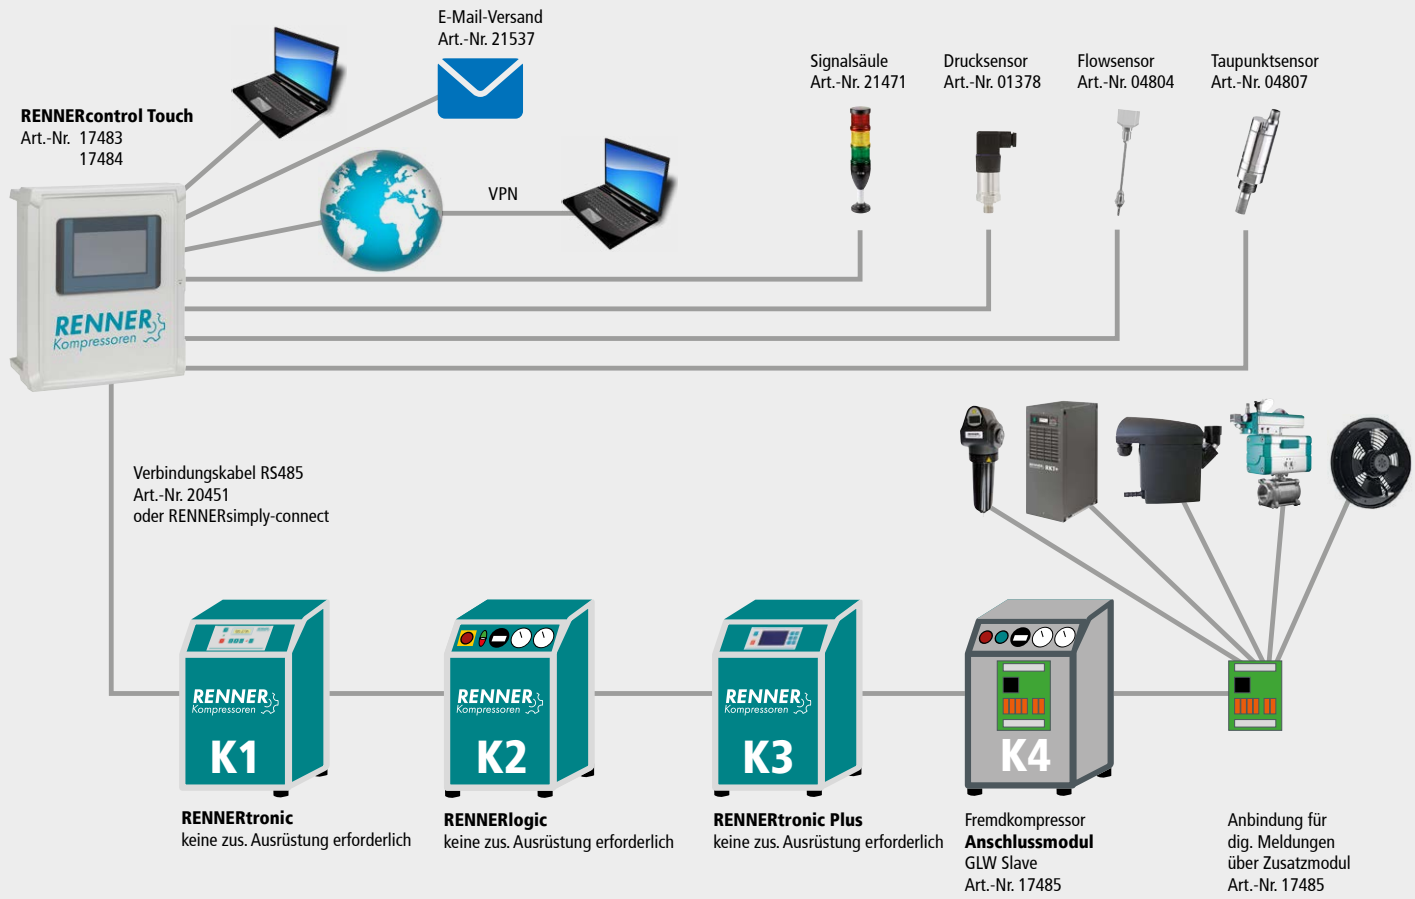 E-Mail-Versand
Art.-Nr. 21537
Signalsäule
Art.-Nr. 21471
Drucksensor
Art.-Nr. 01378
Flowsensor
Art.-Nr. 04804
Taupunktsensor
Art.-Nr. 04807
RENNERcontrol Touch
Art.-Nr. 17483
17484
VPN
RENNER
Kompressoren
Verbindungskabel RS485
Art.-Nr. 20451
oder RENNERsimply-connect
RENNER
Kompressoren
K1
RENNER
Kompressoren
K2
RENNER
Kompressoren
K3
K4
RENNERtronic
keine zus. Ausrüstung erforderlich
RENNERlogic
keine zus. Ausrüstung erforderlich
RENNERtronic Plus
keine zus. Ausrüstung erforderlich
Fremdkompressor
Anschlussmodul
GLW Slave
Art.-Nr. 17485
Anbindung für
dig. Meldungen
über Zusatzmodul
Art.-Nr. 17485